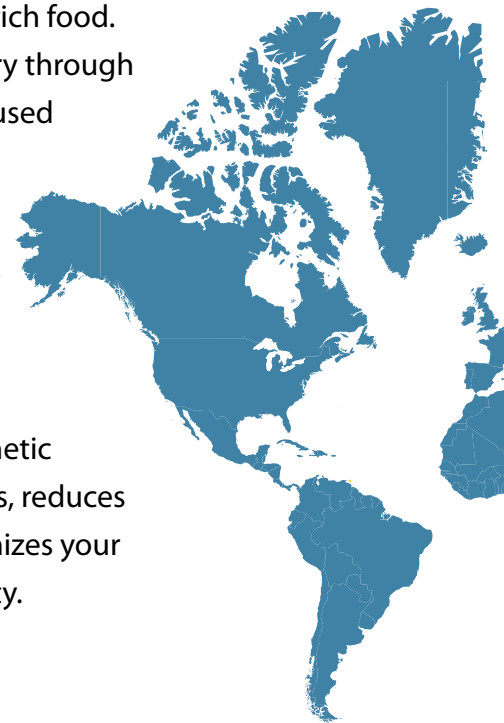 ich food.
ry through
used
netic
s, reduces
nizes your
y.